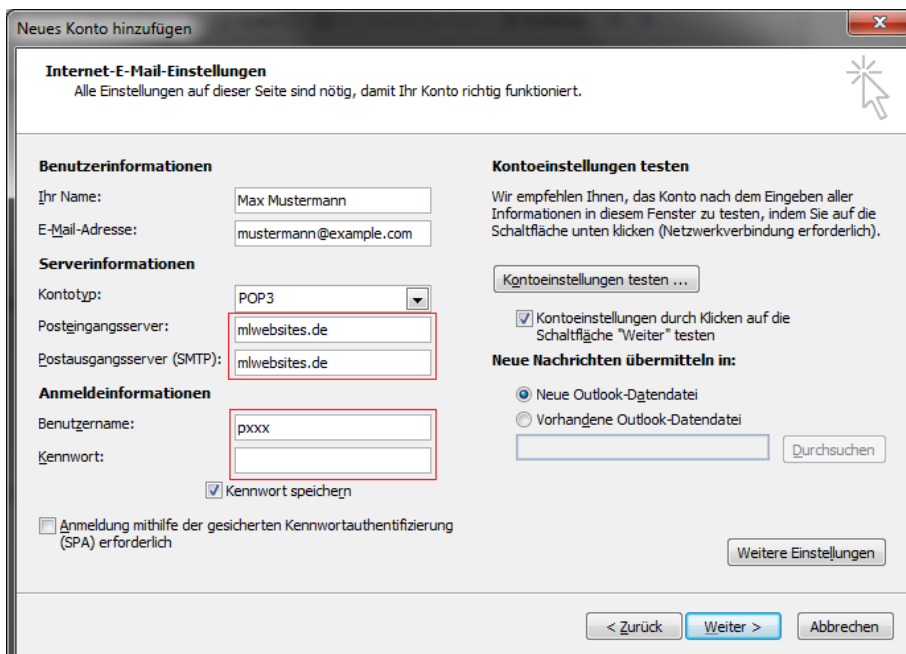 Neues Konto hinzufügen
Internet-E-Mail-Einstellungen
Alle Einstellungen auf dieser Seite sind nötig, damit Ihr Konto richtig funktioniert.
Benutzerinformationen
Ihr Name: Max Mustermann
E-Mail-Adresse: mustermann@example.com
Serverinformationen
Kontotyp: POP3
Posteingangsserver: mlwebsites.de
Postausgangsserver (SMTP): mlwebsites.de
Anmeldeinformationen
Benutzername: pxxx
Kennwort:
Kennwort speichern
Anmeldung mithilfe der gesicherten Kennwortauthentifizierung
(SPA) erforderlich
Kontoeinstellungen testen
Wir empfehlen Ihnen, das Konto nach dem Eingeben aller
Informationen in diesem Fenster zu testen, indem Sie auf die
Schaltfläche unten klicken (Netzwerkverbindung erforderlich).
Kontoeinstellungen testen ...
Kontoeinstellungen durch Klicken auf die
Schaltfläche "Weiter" testen
Neue Nachrichten übermitteln in:
Neue Outlook-Datendatei
Vorhandene Outlook-Datendatei
Durchsuchen
Weitere Einstellungen
< Zurück
Weiter >
Abbrechen